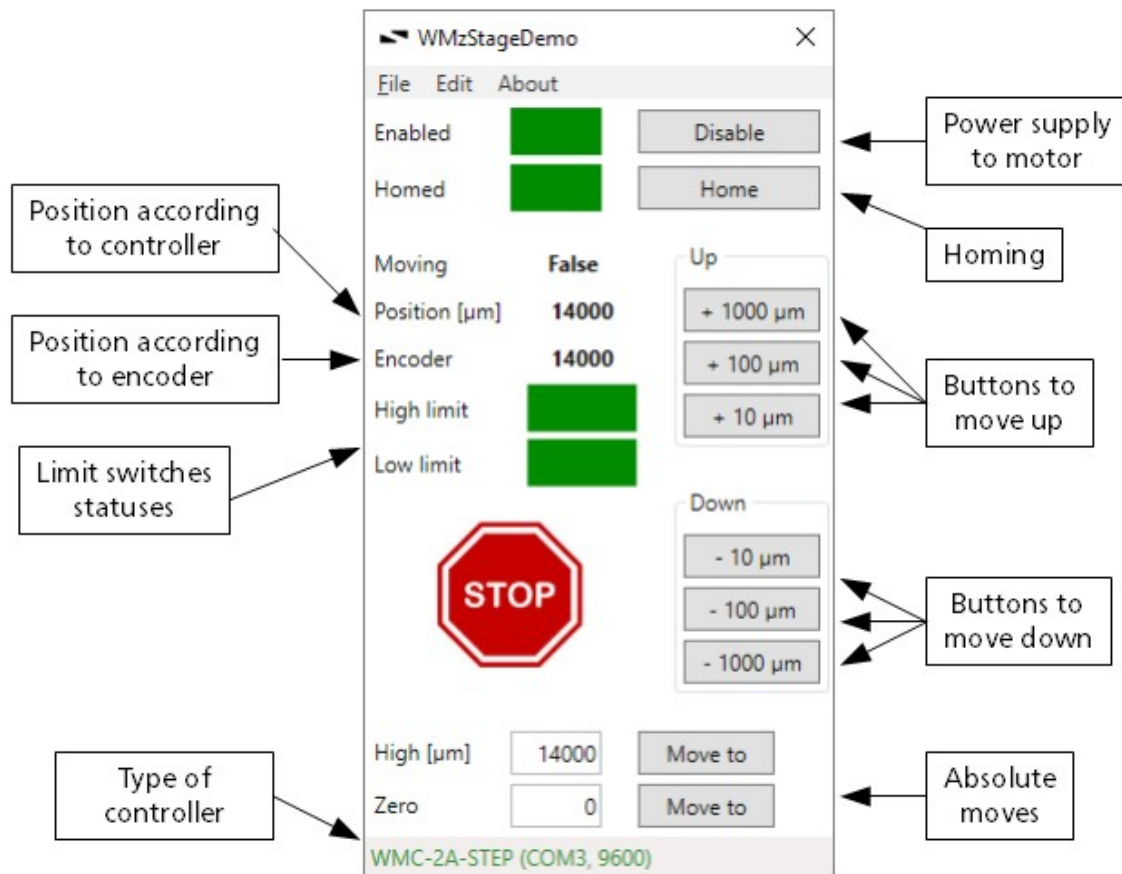 WMzStageDemo
File Edit About
Enabled
Disable
Power supply
to motor
Homed
Home
Position according
to controller
Homing
Moving
False
Up
Position [µm]
14000
+ 1000 µm
Position according
to encoder
Encoder
14000
+ 100 µm
Buttons to
move up
High limit
+ 10 µm
Limit switches
statuses
Low limit
Down
STOP
- 10 µm
- 100 µm
- 1000 µm
Buttons to
move down
High [µm]
14000
Move to
Type of
controller
Zero
0
Move to
Absolute
moves
WMC-2A-STEP (COM3, 9600)